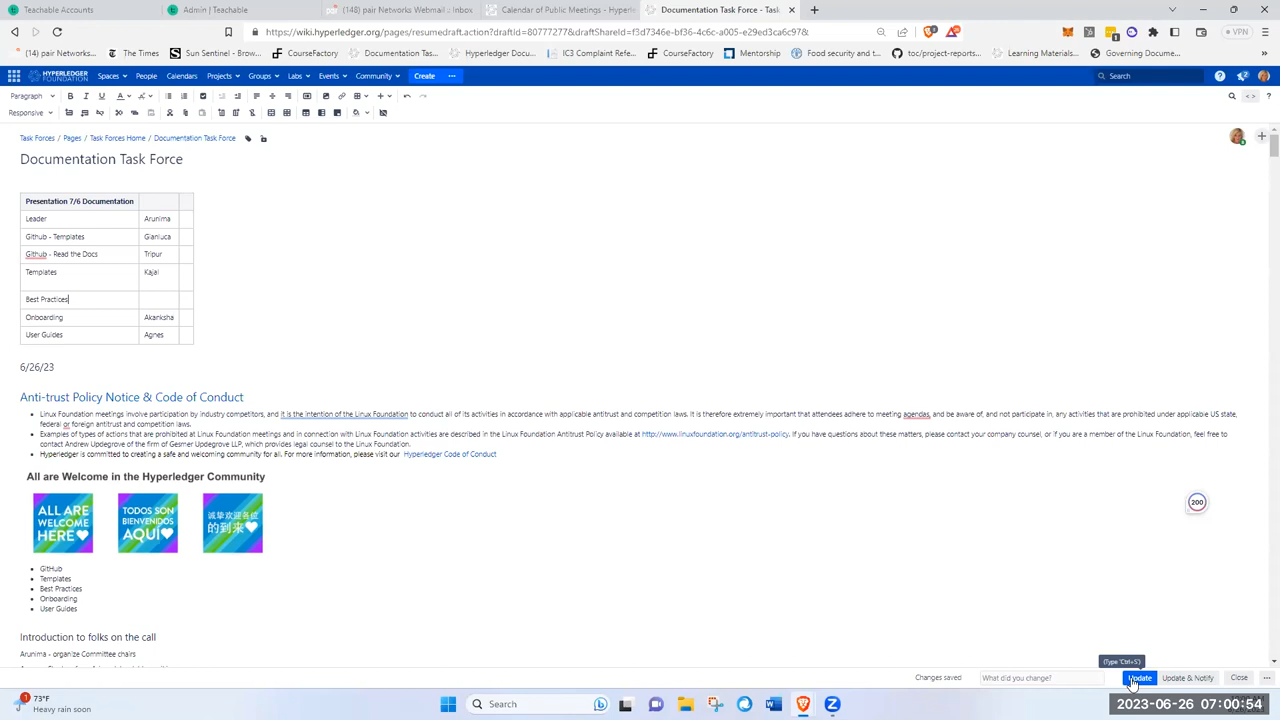 Teachable Accounts
Admin | Teachable
(148) pair Networks Webmail :: Inbox
Calendar of Public Meetings - Hyperle
Documentation Task Force - Task
https://wiki.hyperledger.org/pages/resumedraft.action?draftId=80777277&draftShareId=f3d7346e-bf36-4c6c-a005-e29ed3ca6c97&
VPN
(14) pair Networks...
The Times
Sun Sentinel - Brow...
CourseFactory
Documentation Tas...
Hyperledger Docu...
IC3 Complaint Refe...
CourseFactory
Mentorship
Food security and t...
toc/project-reports...
Learning Materials...
Governing Docume...
HYPERLEDGER FOUNDATION
Spaces
People
Calendars
Projects
Groups
Labs
Events
Community
Create
Search
Paragraph
Responsive
Task Forces / Pages / Task Forces Home / Documentation Task Force
Documentation Task Force
Presentation 7/6 Documentation
Leader Arunima
Github - Templates Gianluca
Github - Read the Docs Tripur
Templates Kajal
Best Practices
Onboarding Akanksha
User Guides Agnes
6/26/23
Anti-trust Policy Notice & Code of Conduct
Linux Foundation meetings involve participation by industry competitors, and it is the intention of the Linux Foundation to conduct all of its activities in accordance with applicable antitrust and competition laws. It is therefore extremely important that attendees adhere to meeting agendas, and be aware of, and not participate in, any activities that are prohibited under applicable US state,
federal or foreign antitrust and competition laws.
Examples of types of actions that are prohibited at Linux Foundation meetings and in connection with Linux Foundation activities are described in the Linux Foundation Antitrust Policy available at http://www.linuxfoundation.org/antitrust-policy. If you have questions about these matters, please contact your company counsel, or if you are a member of the Linux Foundation, feel free to
contact Andrew Updegrove of the firm of Gesmer Updegrove LLP, which provides legal counsel to the Linux Foundation.
Hyperledger is committed to creating a safe and welcoming community for all. For more information, please visit our Hyperledger Code of Conduct
All are Welcome in the Hyperledger Community
ALL ARE
WELCOME
HERE
TODOS SON
BIENVENIDOS
AQUÍ
诚挚欢迎各位
的到来
200
GitHub
Templates
Best Practices
Onboarding
User Guides
Introduction to folks on the call
Arunima - organize Committee chairs
(Type 'Ctrl+S')
Changes saved
What did you change?
Update
Update & Notify
Close
73°F
Heavy rain soon
1
Search
2023-06-26 07:00:54